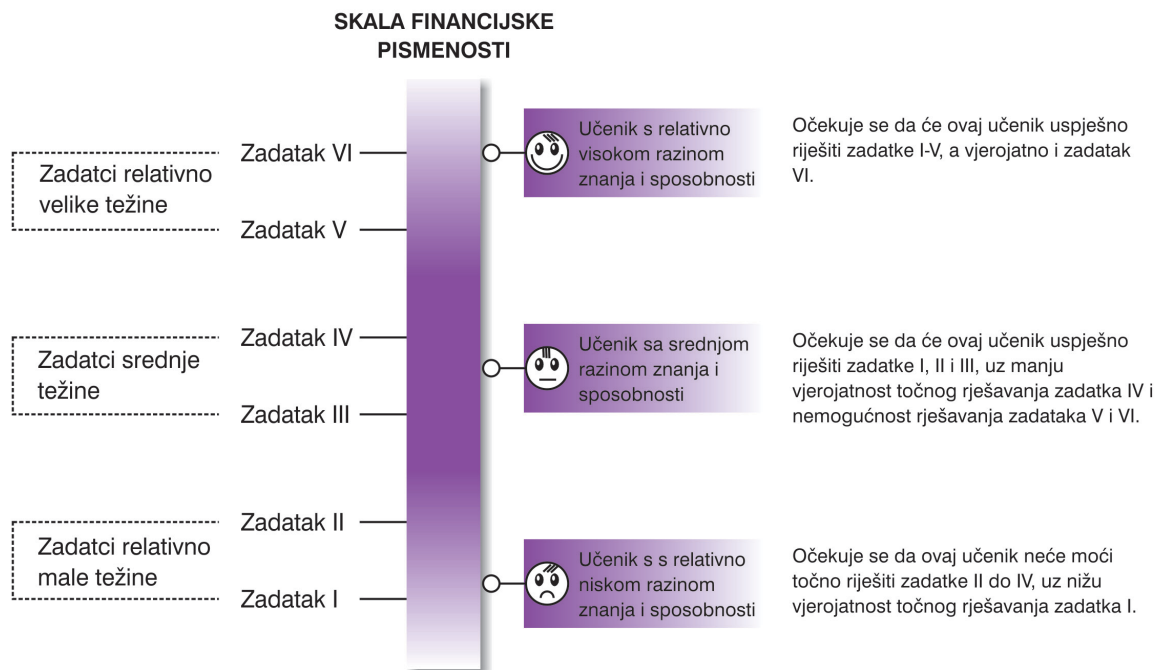 SKALA FINANCIJSKE
PISMENOSTI
Zadatci relativno
velike težine
Zadatak VI
Zadatak V
Učenik s relativno
visokom razinom
znanja i sposobnosti
Očekuje se da će ovaj učenik uspješno
riješiti zadatke I-V, a vjerojatno i zadatak
VI.
Zadatci srednje
težine
Zadatak IV
Zadatak III
Učenik sa srednjom
razinom znanja i
sposobnosti
Očekuje se da će ovaj učenik uspješno
riješiti zadatke I, II i III, uz manju
vjerojatnost točnog rješavanja zadatka IV i
nemogućnost rješavanja zadataka V i VI.
Zadatci relativno
male težine
Zadatak II
Zadatak I
Učenik s s relativno
niskom razinom
znanja i sposobnosti
Očekuje se da ovaj učenik neće moći
točno riješiti zadatke II do IV, uz nižu
vjerojatnost točnog rješavanja zadatka I.